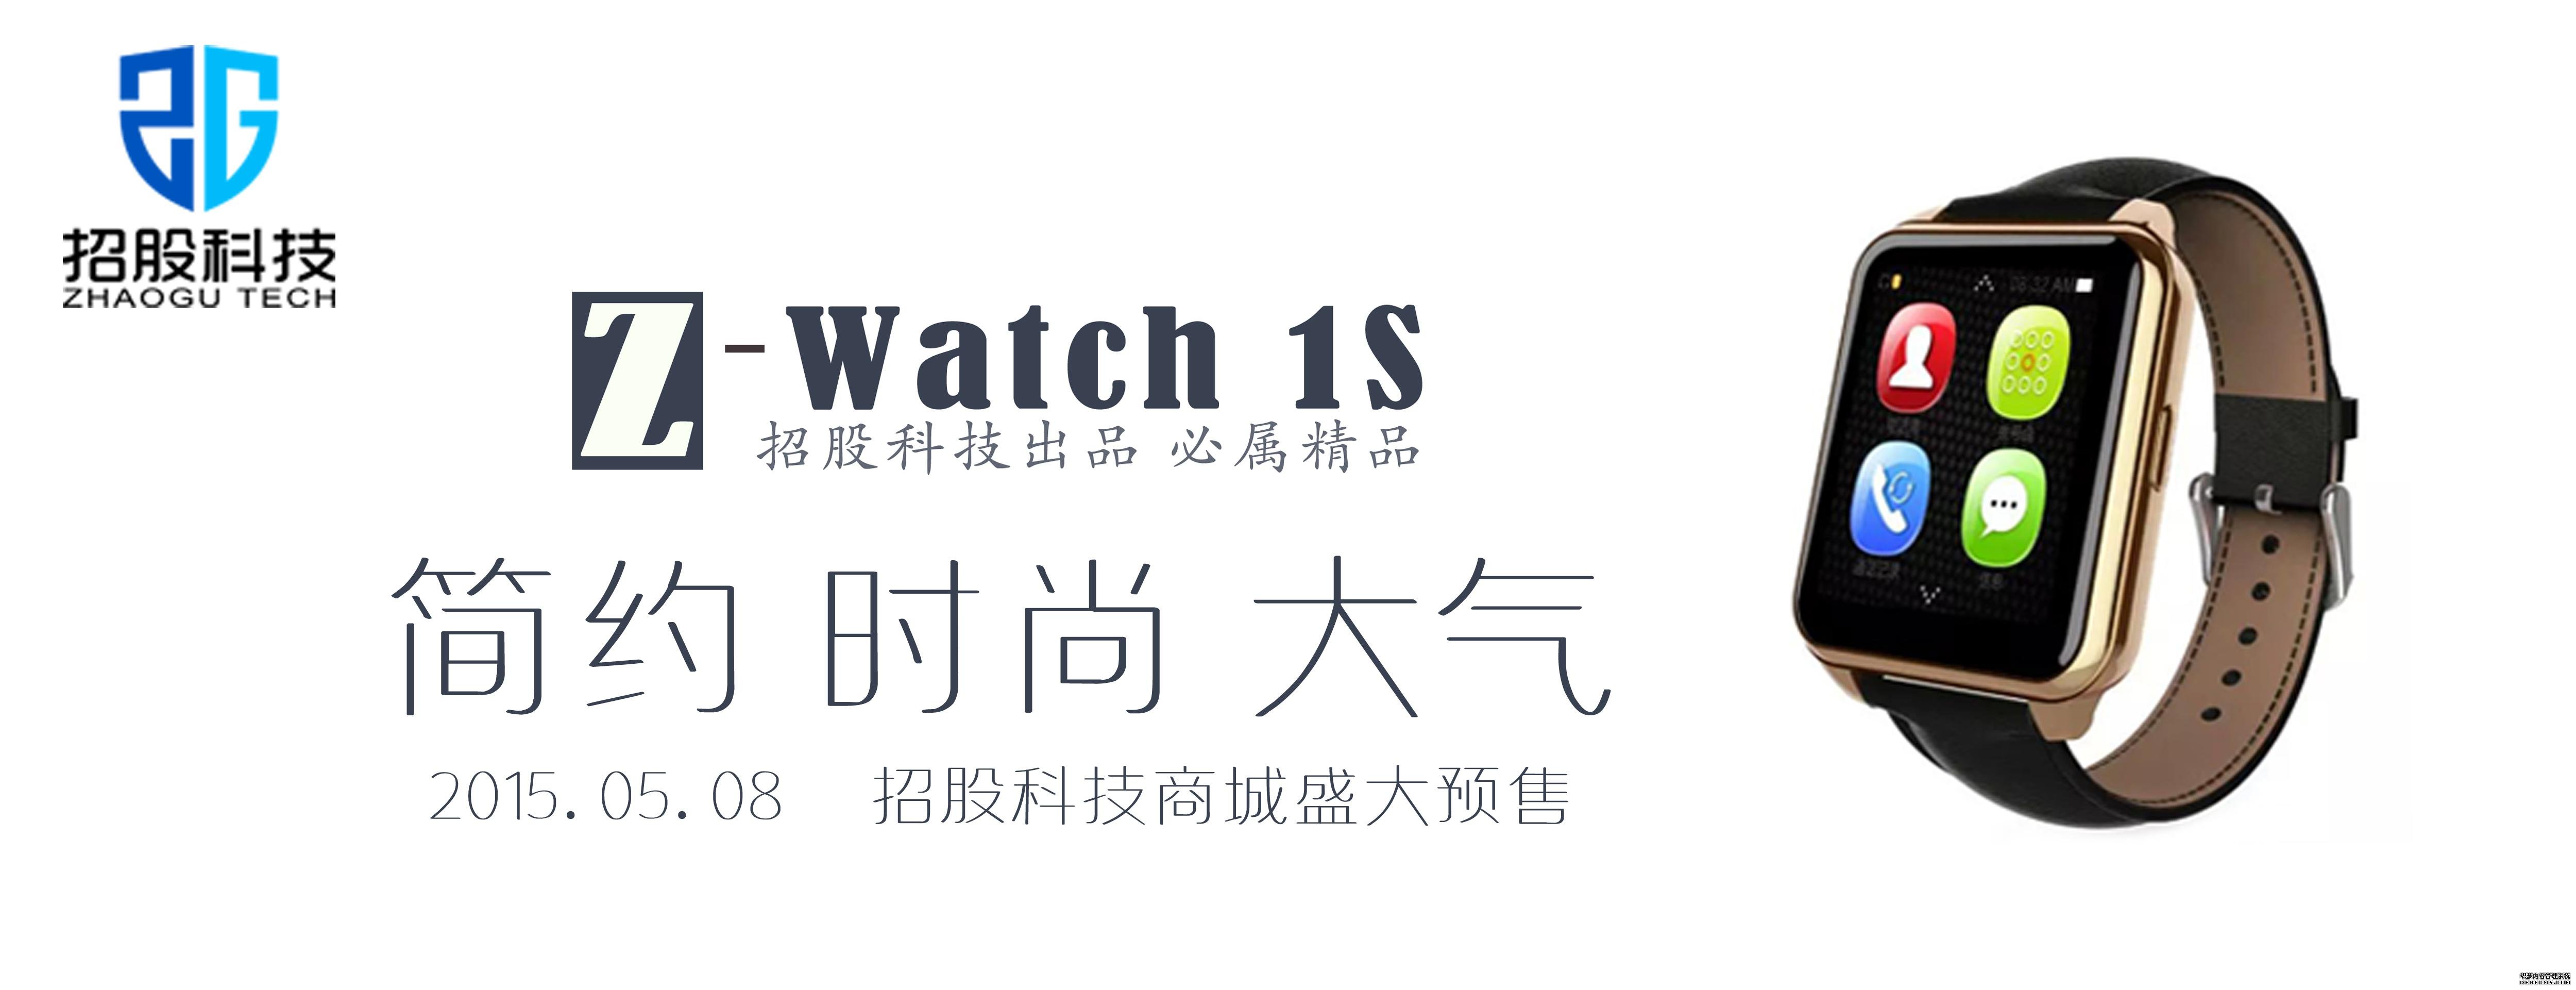 招股科技
ZHAOGU TECH
Z-Watch 1S
招股科技出品 必属精品
简约 时尚 大气
2015.05.08 招股科技商城盛大预售
08:32 AM
织梦内容管理系统
DEDECMS.COM